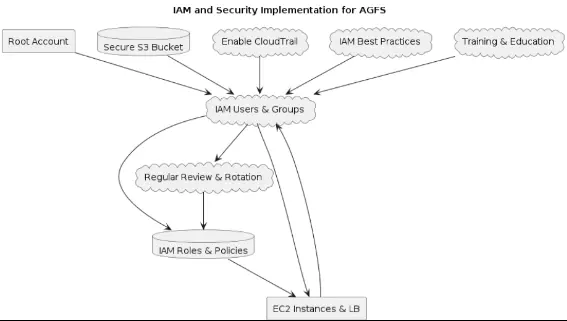 IAM and Security Implementation for AGFS
Root Account
Secure S3 Bucket
Enable CloudTrail
IAM Best Practices
Training & Education
IAM Users & Groups
Regular Review & Rotation
IAM Roles & Policies
EC2 Instances & LB